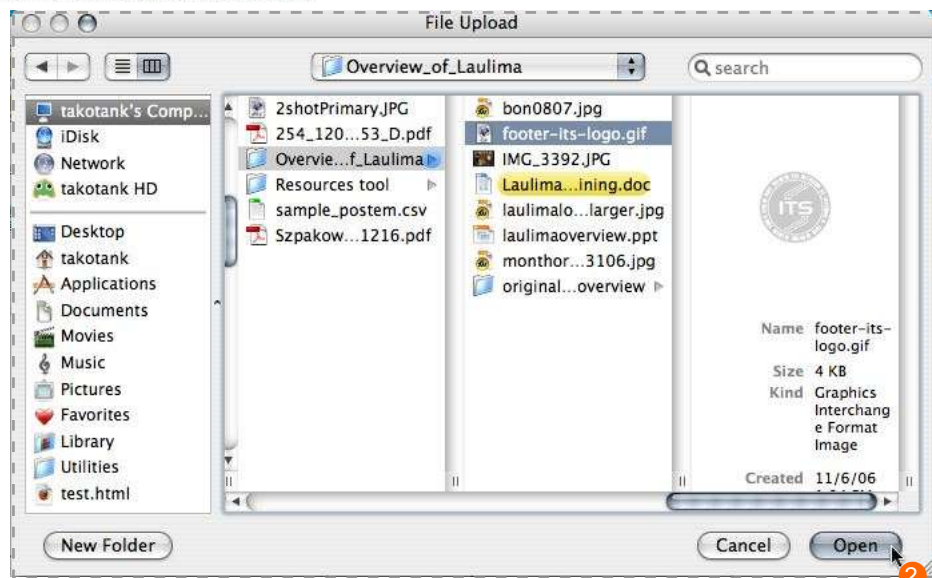 File Upload
Overview_of_Laulima
search
takotank's Comp...
iDisk
Network
takotank HD
Desktop
takotank
Applications
Documents
Movies
Music
Pictures
Favorites
Library
Utilities
test.html
2shotPrimary.JPG
254_120...53_D.pdf
Overvie...f_Laulima
Resources tool
sample_postem.csv
Szpakow...1216.pdf
bon0807.jpg
footer-its-logo.gif
IMG_3392.JPG
Laulima...ining.doc
laulimalo...larger.jpg
laulimaoverview.ppt
monthor...3106.jpg
original...overview
ITS
Name footer-its-
logo.gif
Size 4 KB
Kind Graphics
Interchang
e Format
Image
Created 11/6/06
New Folder
Cancel
Open
2